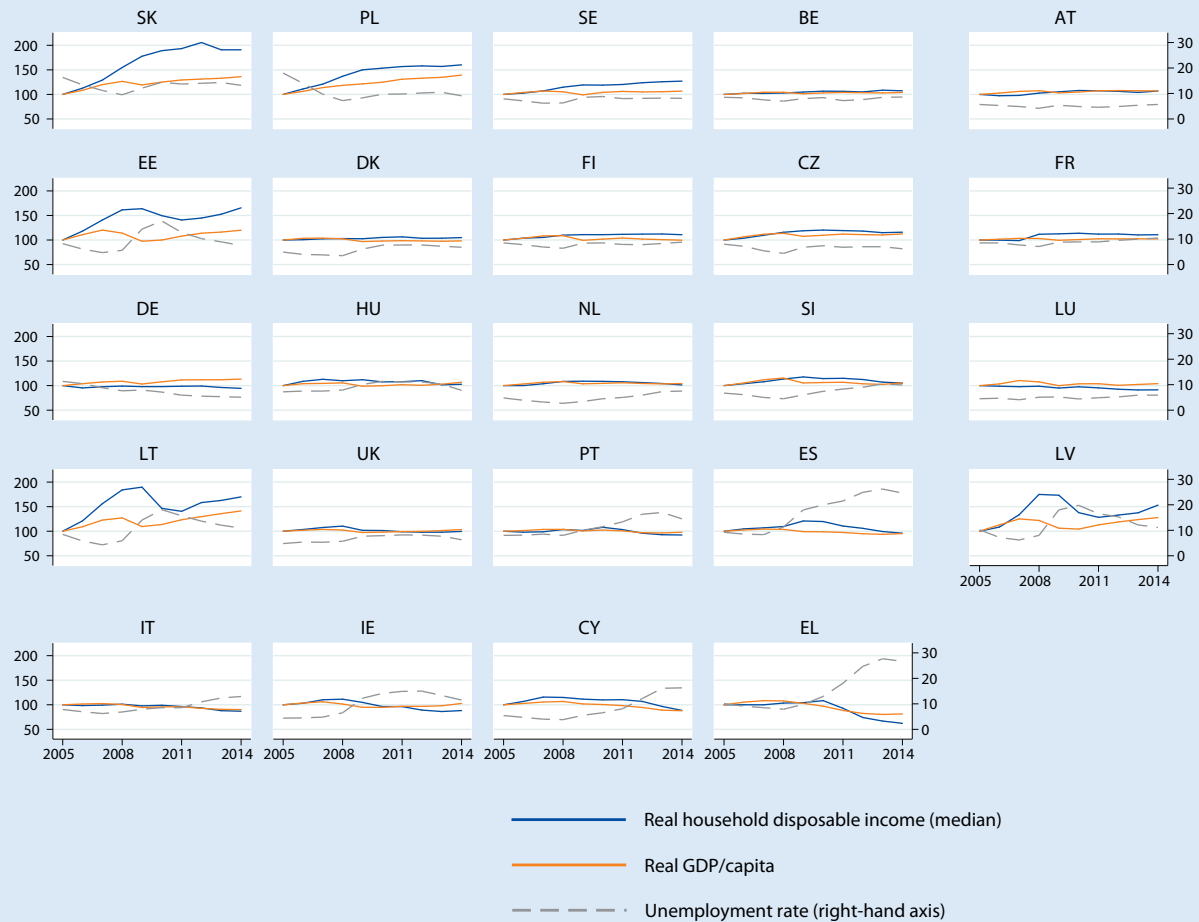 SK PL SE BE AT
200 150 100 50
30 20 10 0
EE DK FI CZ FR
200 150 100 50
30 20 10 0
DE HU NL SI LU
200 150 100 50
30 20 10 0
LT UK PT ES LV
200 150 100 50
30 20 10 0
2005 2008 2011 2014
IT IE CY EL
200 150 100 50
30 20 10 0
2005 2008 2011 2014 2005 2008 2011 2014 2005 2008 2011 2014 2005 2008 2011 2014
Real household disposable income (median)
Real GDP/capita
Unemployment rate (right-hand axis)